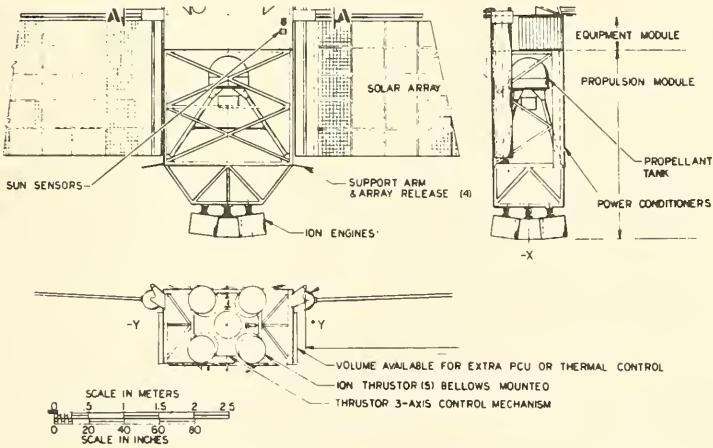 EQUIPMENT MODULE
PROPULSION MODULE
SOLAR ARRAY
PROPELLANT
TANK
SUN SENSORS
SUPPORT ARM
& ARRAY RELEASE (4)
POWER CONDITIONERS
ION ENGINES
-X
-Y
+Y
VOLUME AVAILABLE FOR EXTRA PCU OR THERMAL CONTROL
ION THRUSTOR (5) BELLOWS MOUNTED
THRUSTOR 3-AXIS CONTROL MECHANISM
SCALE IN METERS
0 .5 1 1.5 2 2.5
0 20 40 60 80
SCALE IN INCHES